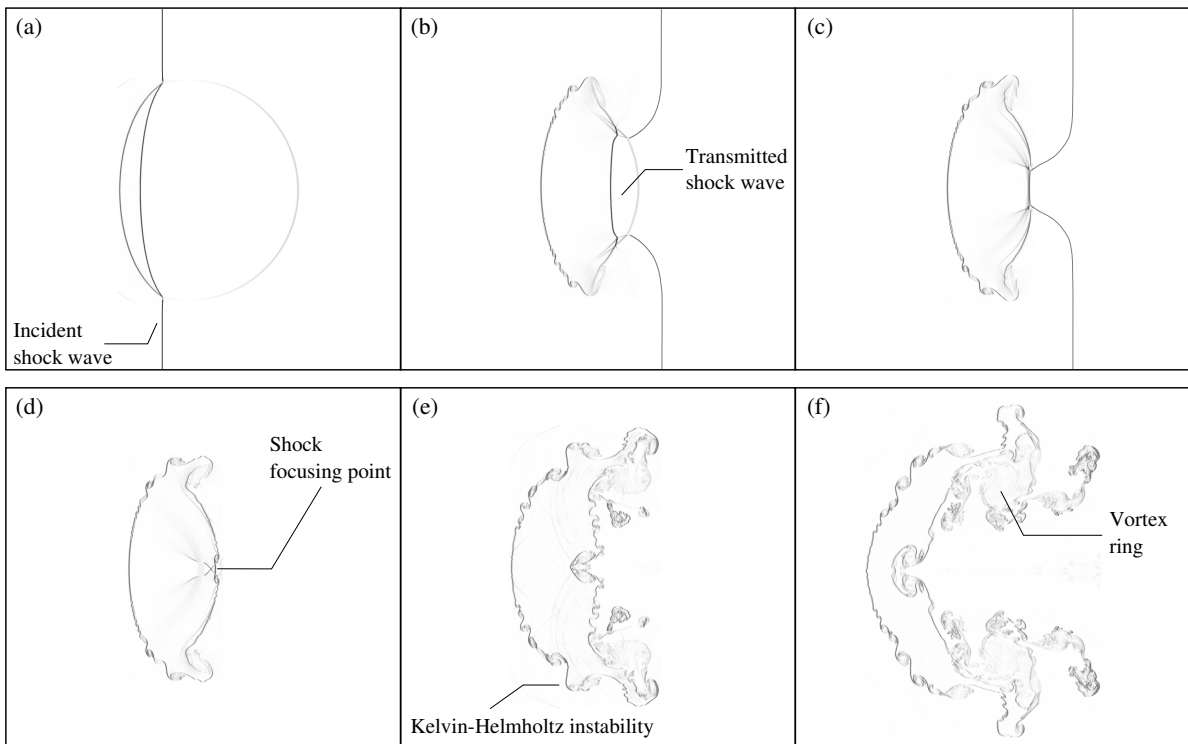 (a)
Incident
shock wave
(b)
Transmitted
shock wave
(c)
(d)
Shock
focusing point
(e)
Kelvin-Helmholtz instability
(f)
Vortex
ring